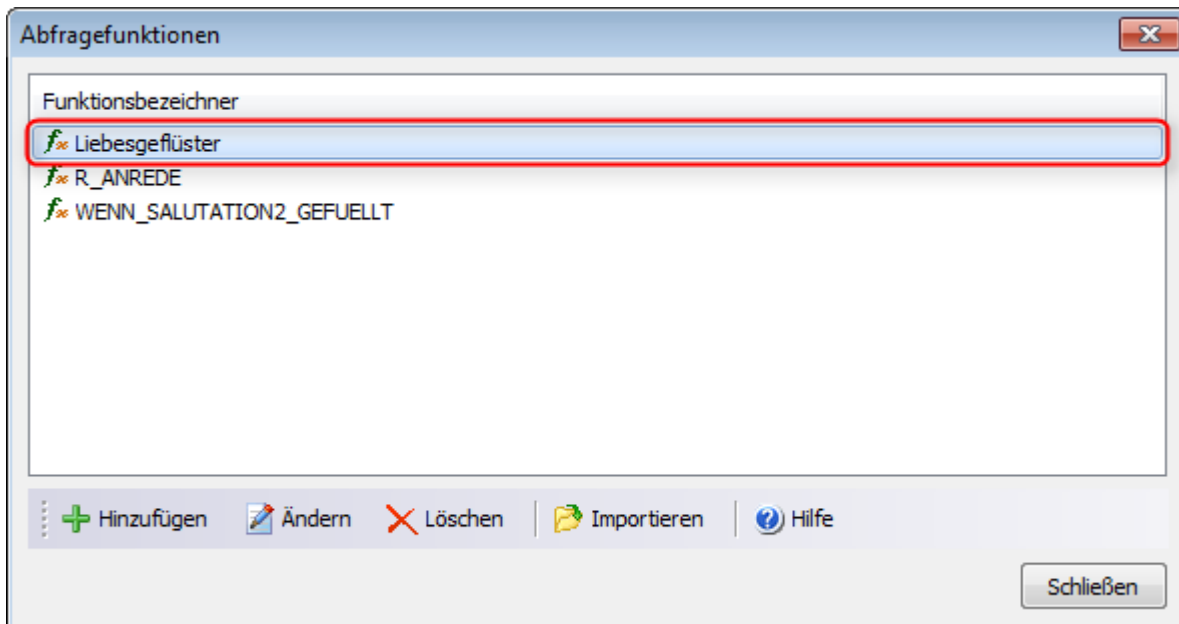 Abfragefunktionen
Funktionsbezeichner
Liebesgeflüster
R_ANREDE
WENN_SALUTATION2_GEFUELLT
Hinzufügen Ändern Löschen Importieren Hilfe
Schließen